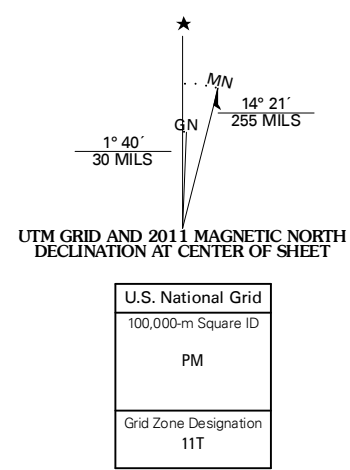 ★
MN
GN
14° 21´
255 MILS
1° 40´
30 MILS
UTM GRID AND 2011 MAGNETIC NORTH
DECLINATION AT CENTER OF SHEET
U.S. National Grid
100,000-m Square ID
PM
Grid Zone Designation
11T